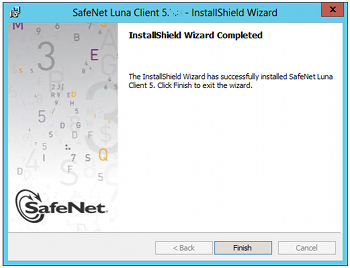 SafeNet Luna Client 5. - InstallShield Wizard
InstallShield Wizard Completed
The InstallShield Wizard has successfully installed SafeNet Luna
Client 5. Click Finish to exit the wizard.
SafeNet.
< Back
Finish
Cancel